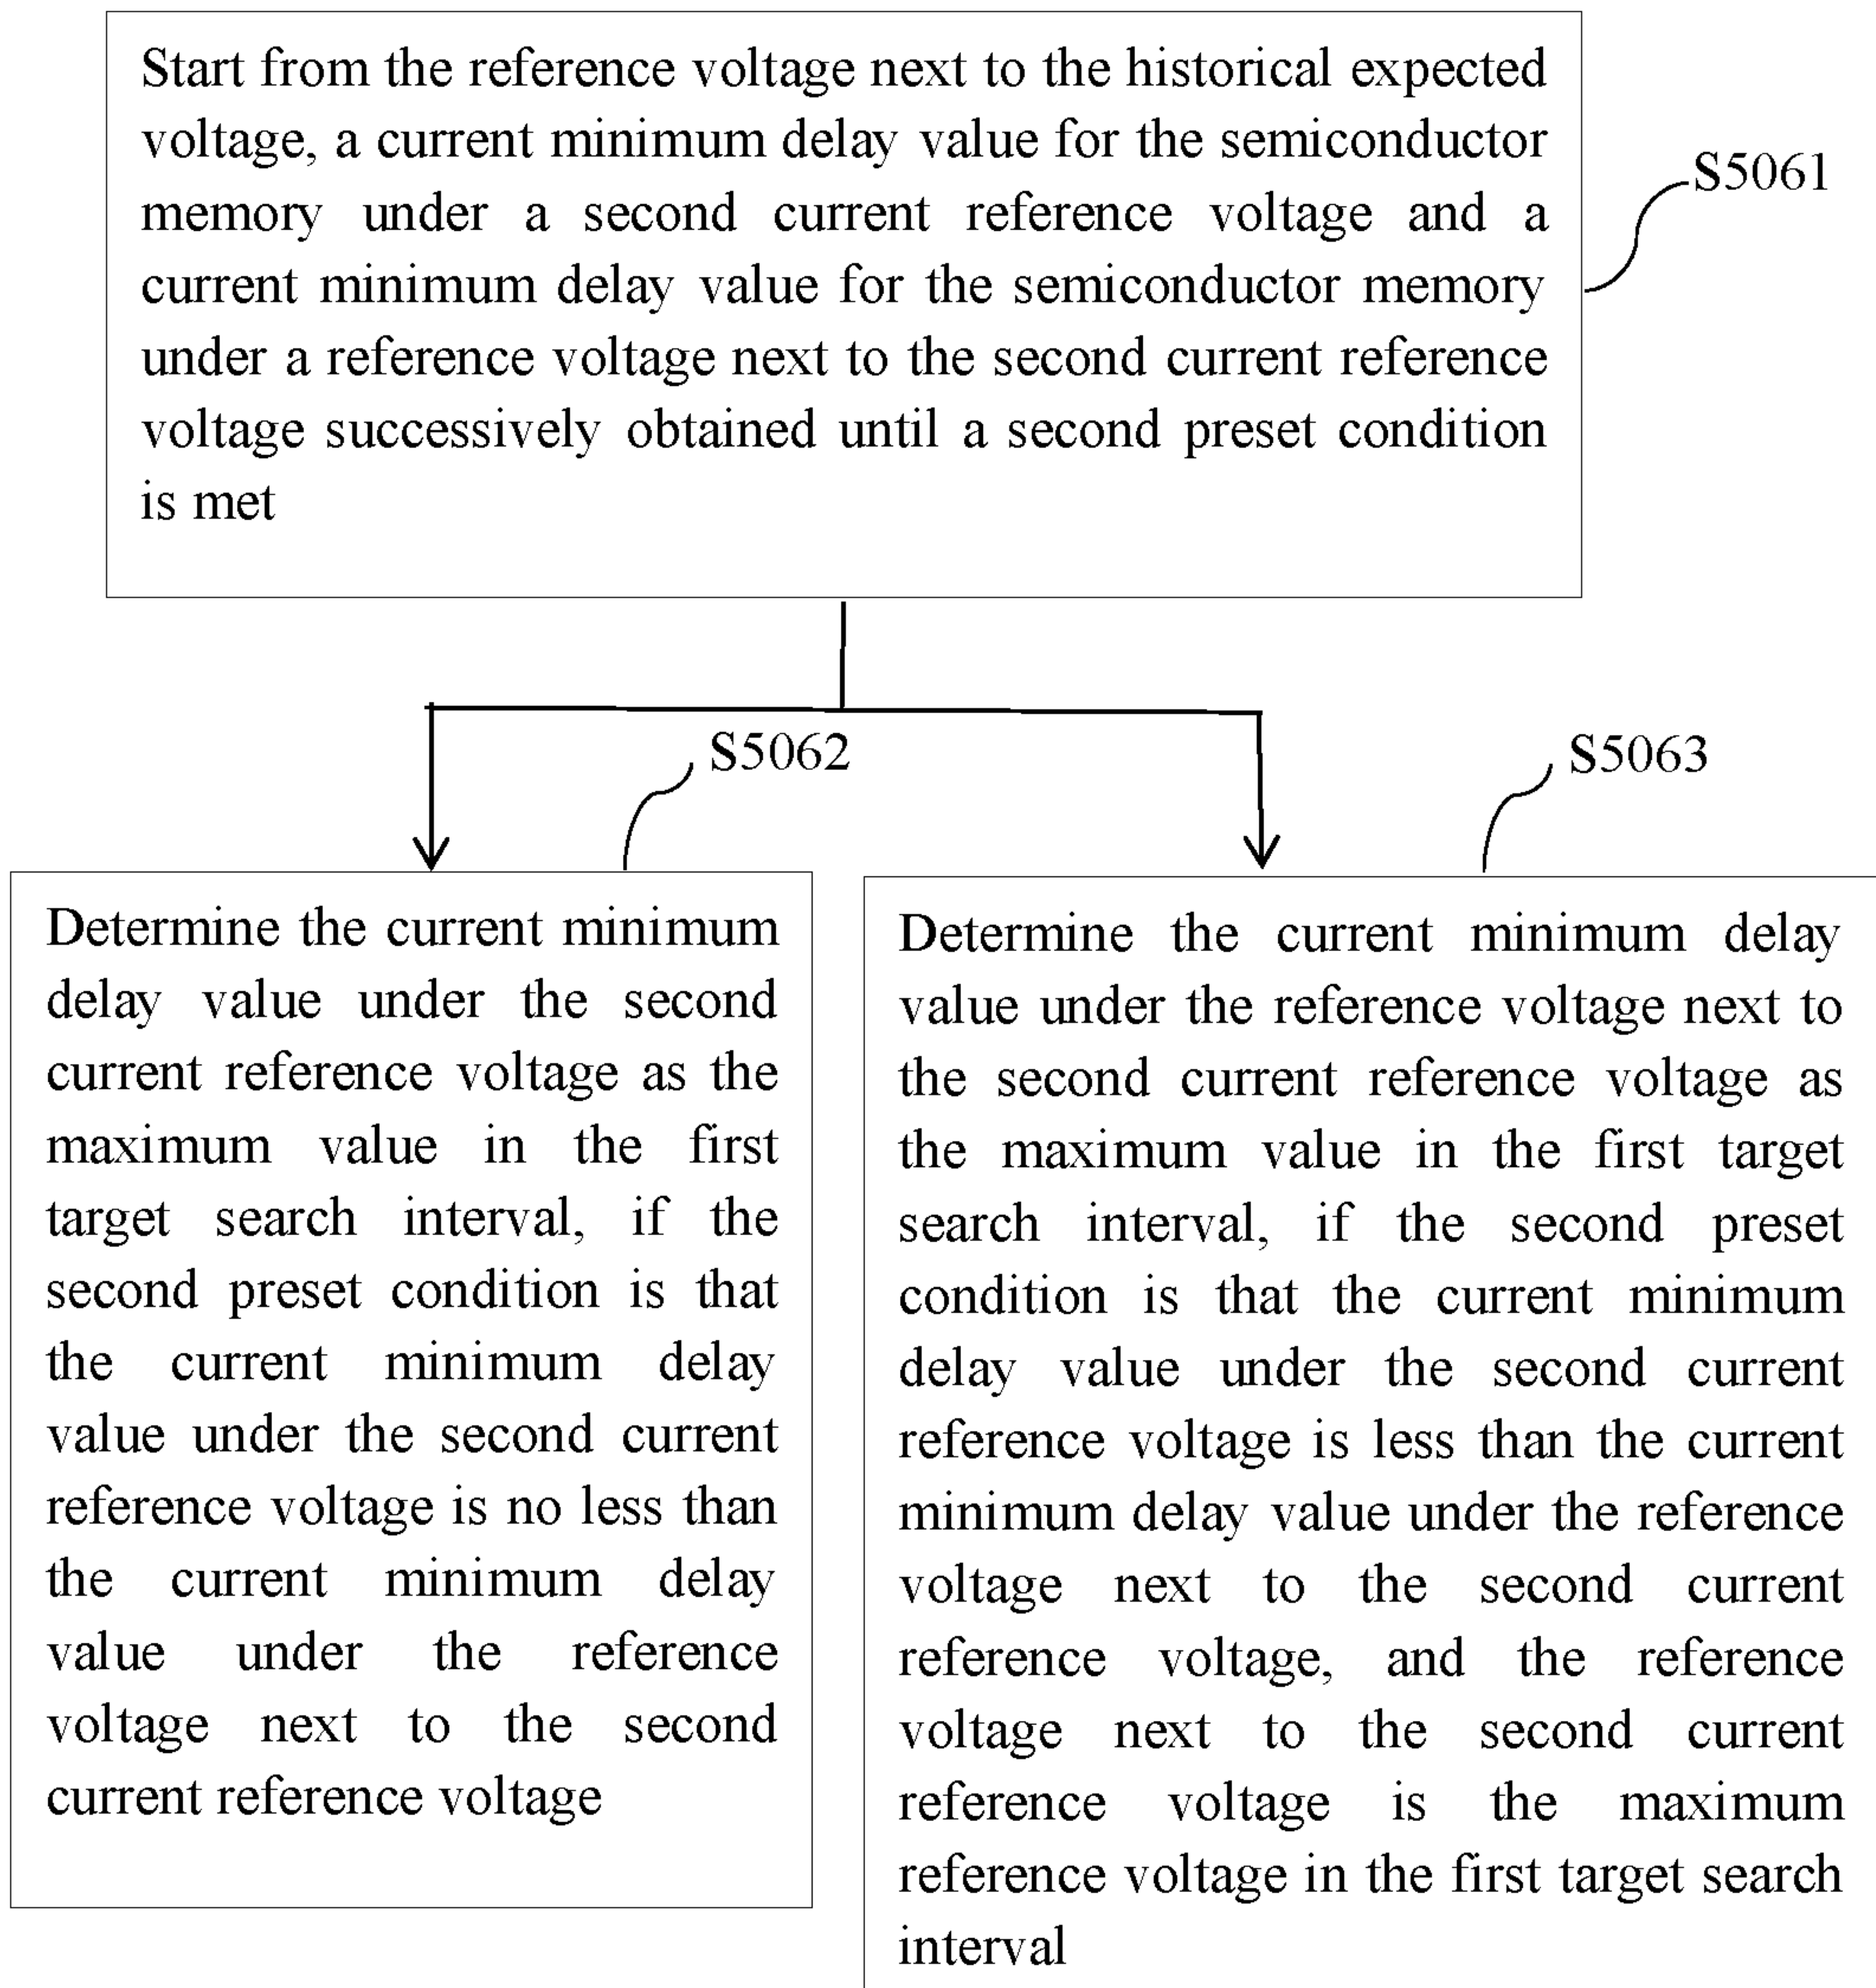 Start from the reference voltage next to the historical expected
voltage, a current minimum delay value for the semiconductor
memory under a second current reference voltage and a
current minimum delay value for the semiconductor memory
under a reference voltage next to the second current reference
voltage successively obtained until a second preset condition
is met
S5061
S5062
S5063
Determine the current minimum
delay value under the second
current reference voltage as the
maximum value in the first
target search interval, if the
second preset condition is that
the current minimum delay
value under the second current
reference voltage is no less than
the current minimum delay
value under the reference
voltage next to the second
current reference voltage
Determine the current minimum delay
value under the reference voltage next to
the second current reference voltage as
the maximum value in the first target
search interval, if the second preset
condition is that the current minimum
delay value under the second current
reference voltage is less than the current
minimum delay value under the reference
voltage next to the second current
reference voltage, and the reference
voltage next to the second current
reference voltage is the maximum
reference voltage in the first target search
interval